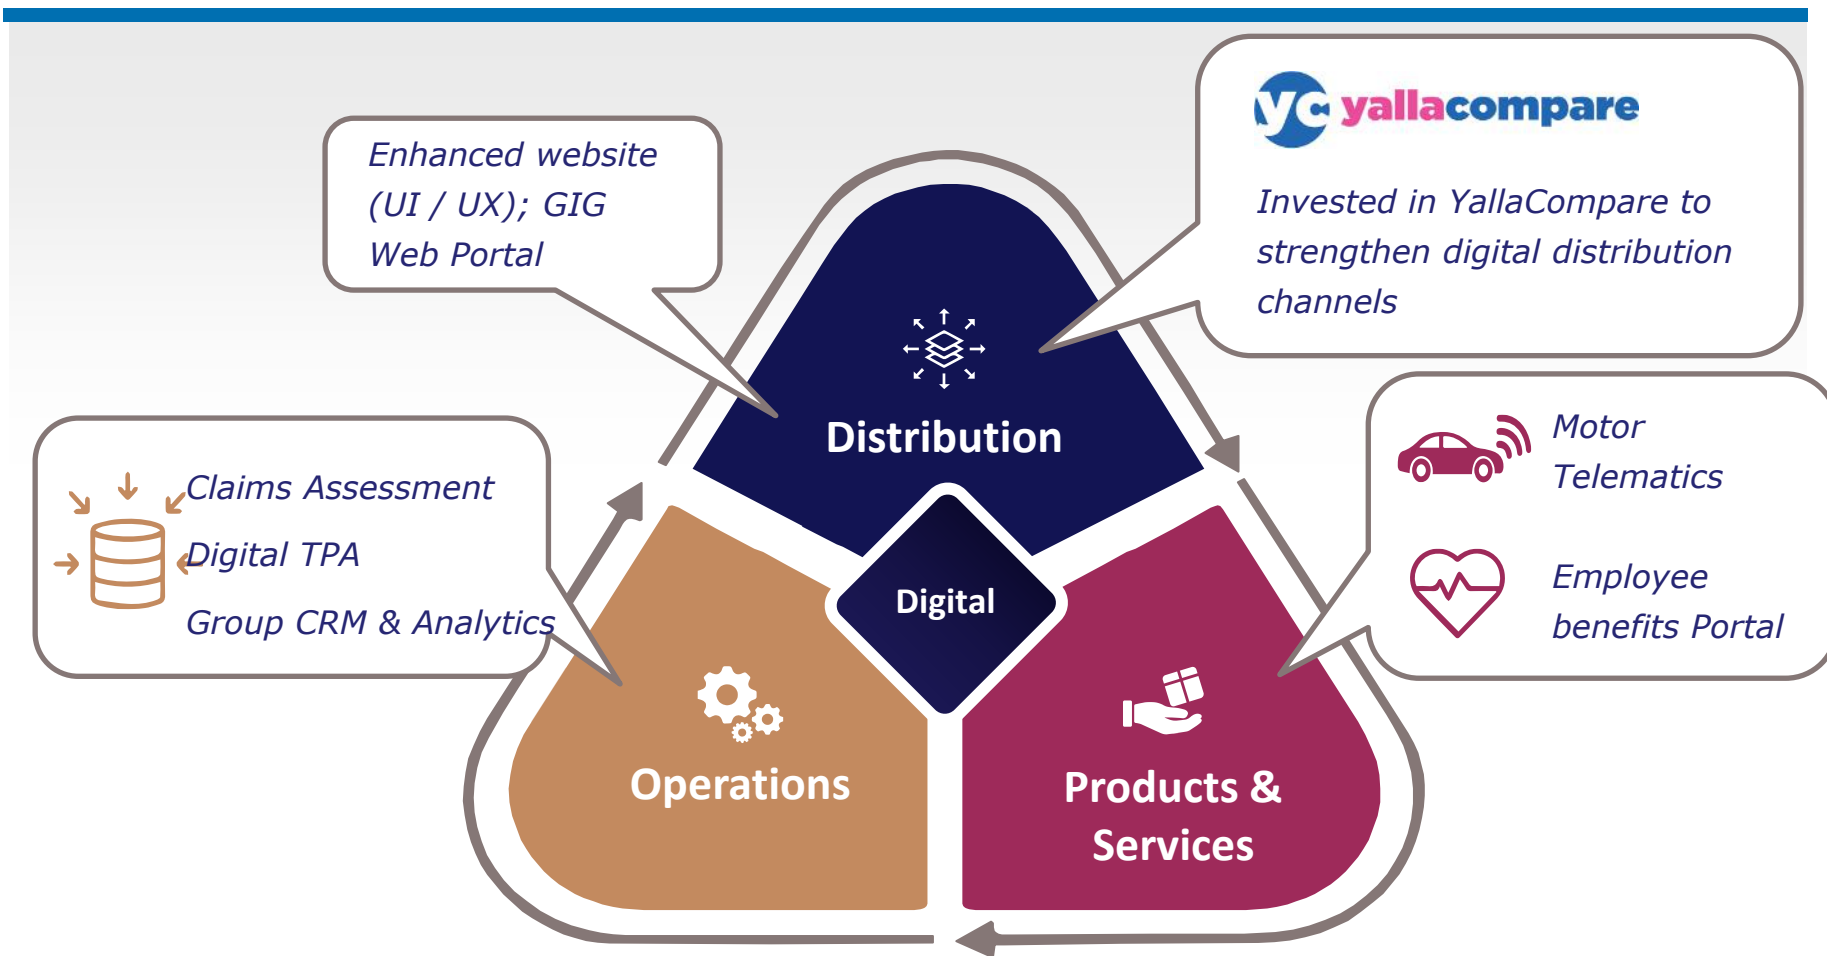 yc yallacompare
Enhanced website
(UI / UX); GIG
Web Portal
Invested in YallaCompare to
strengthen digital distribution
channels
Distribution
Motor
Telematics
Employee
benefits Portal
Claims Assessment
Digital TPA
Group CRM & Analytics
Digital
Operations
Products &
Services